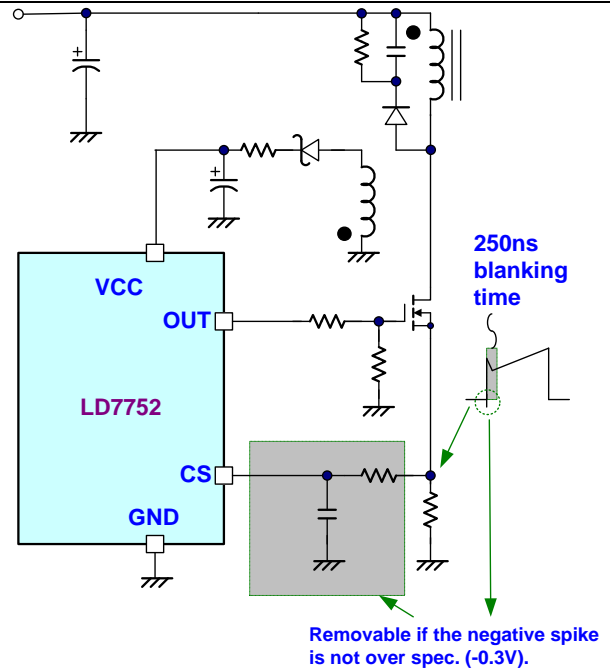 250ns
blanking
time
VCC
OUT
LD7752
CS
GND
Removable if the negative spike
is not over spec. (-0.3V).